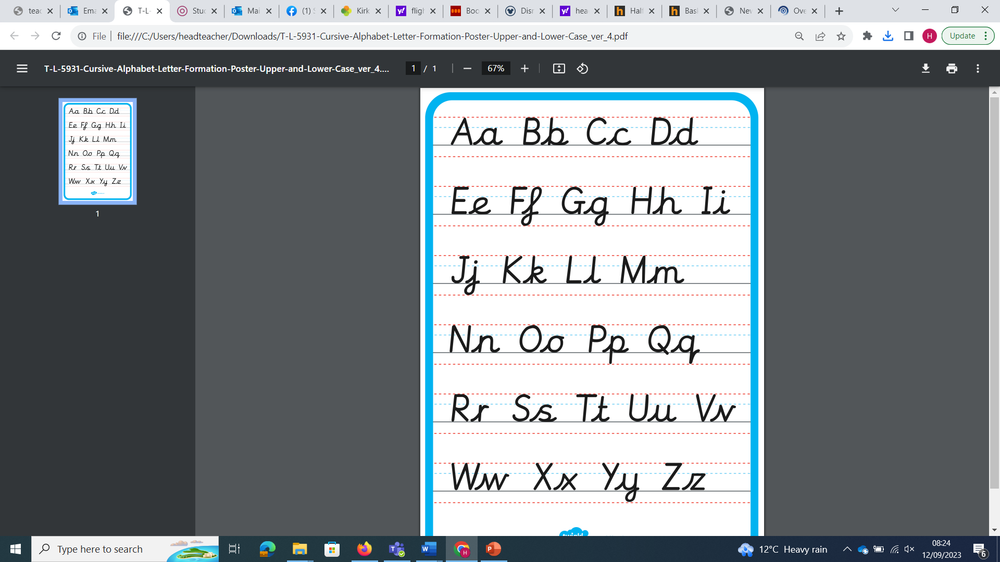 teac Ema T-L- Stud Mai (1) S Kirk fligh Boo Disn hea Half Bask New Ove
File file:///C:/Users/headteacher/Downloads/T-L-5931-Cursive-Alphabet-Letter-Formation-Poster-Upper-and-Lower-Case_ver_4.pdf H Update
T-L-5931-Cursive-Alphabet-Letter-Formation-Poster-Upper-and-Lower-Case_ver_4.... 1 / 1 67%
Aa Bb Cc Dd
Ee Ff Gg Hh Ii
Jj Kk Ll Mm
Nn Oo Pp Qq
Rr Ss Tt Uu Vv
Ww Xx Yy Zz
1
Aa Bb Cc Dd
Ee Ff Gg Hh Ii
Jj Kk Ll Mm
Nn Oo Pp Qq
Rr Ss Tt Uu Vv
Ww Xx Yy Zz
twinkl
Type here to search 12°C Heavy rain 08:24
12/09/2023 6